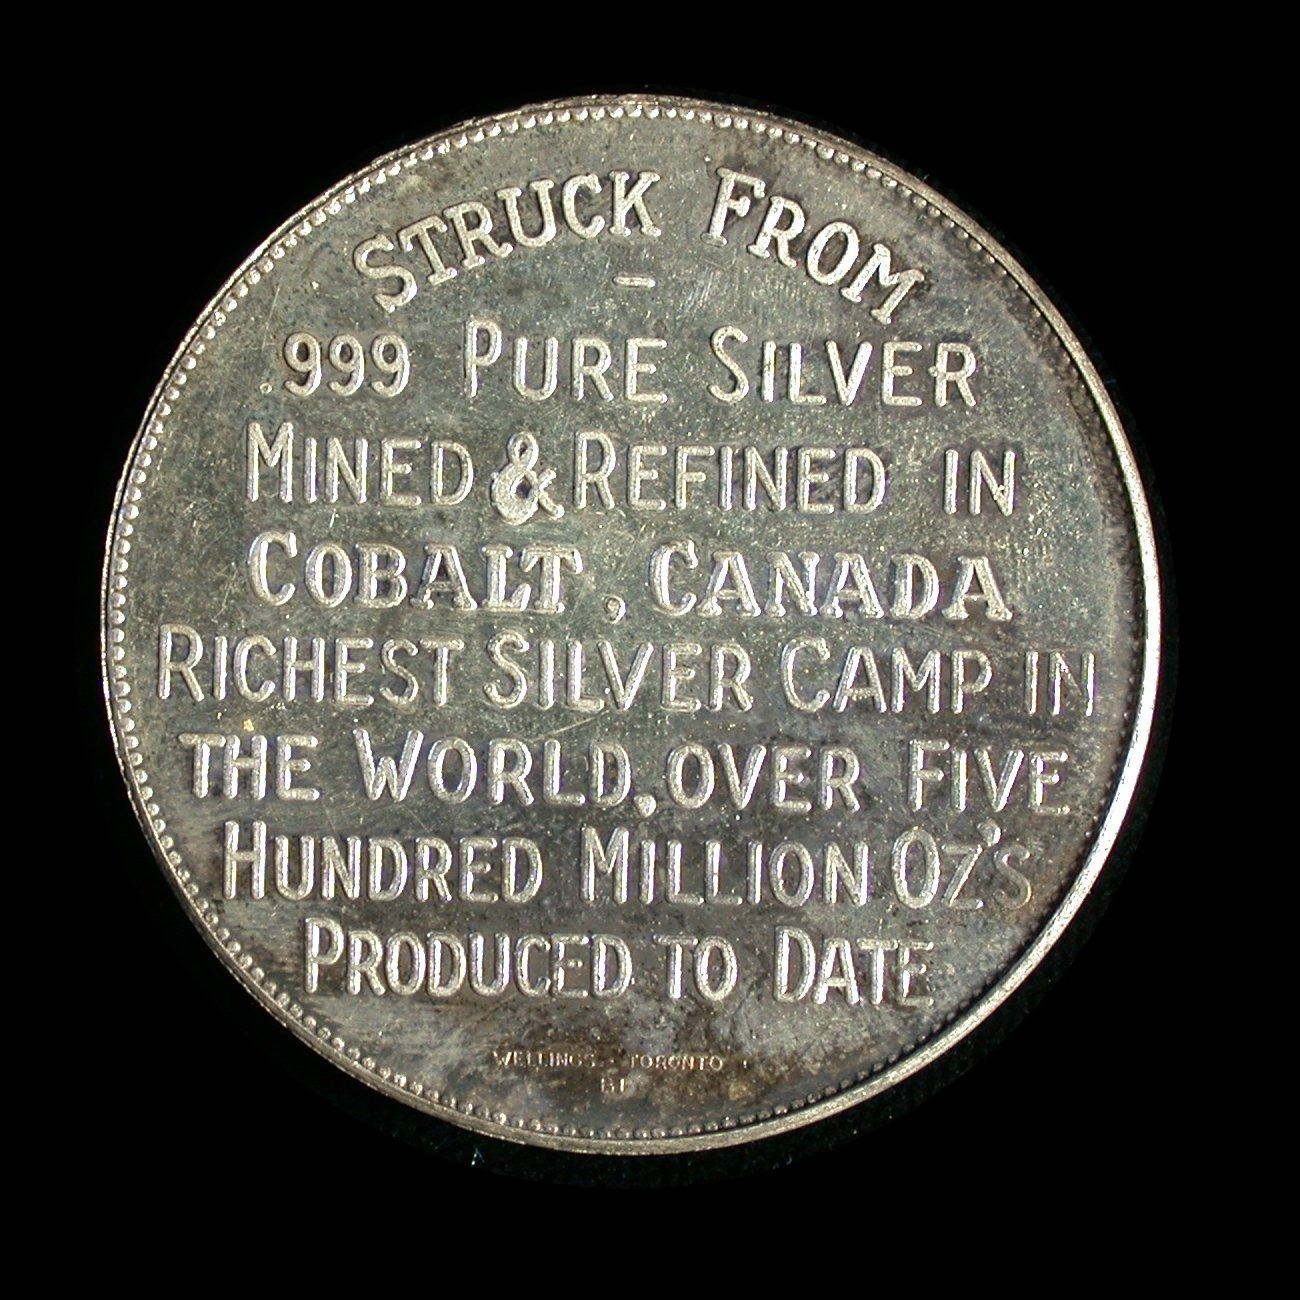 STRUCK FROM
–
.999 PURE SILVER
MINED & REFINED IN
COBALT, CANADA
RICHEST SILVER CAMP IN
THE WORLD, OVER FIVE
HUNDRED MILLION OZ'S
PRODUCED TO DATE
WELLINGS - TORONTO